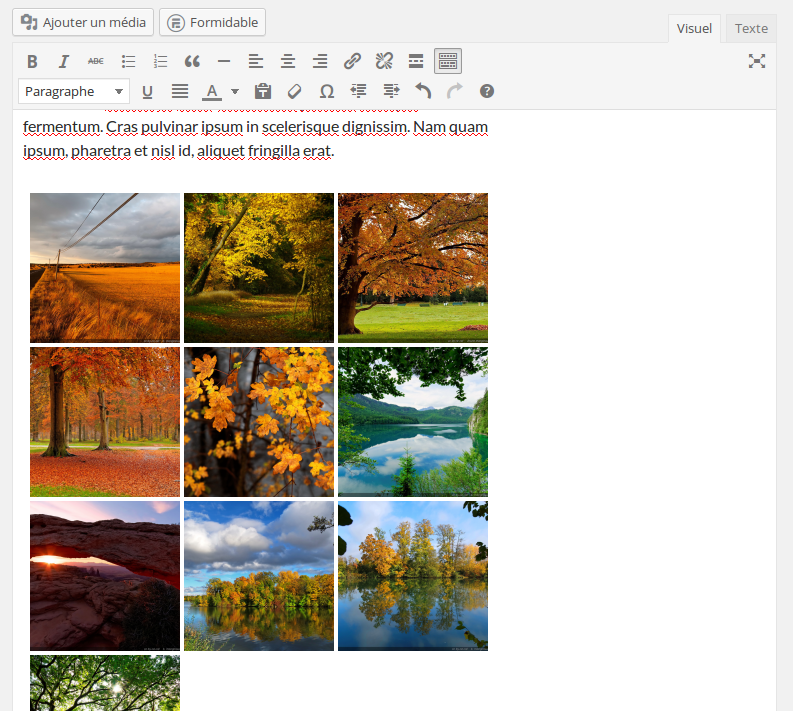 Ajouter un média Formidable
Visuel Texte
B I ABC
Paragraphe U A Ω ?
fermentum. Cras pulvinar ipsum in scelerisque dignissim. Nam quam
ipsum, pharetra et nisl id, aliquet fringilla erat.